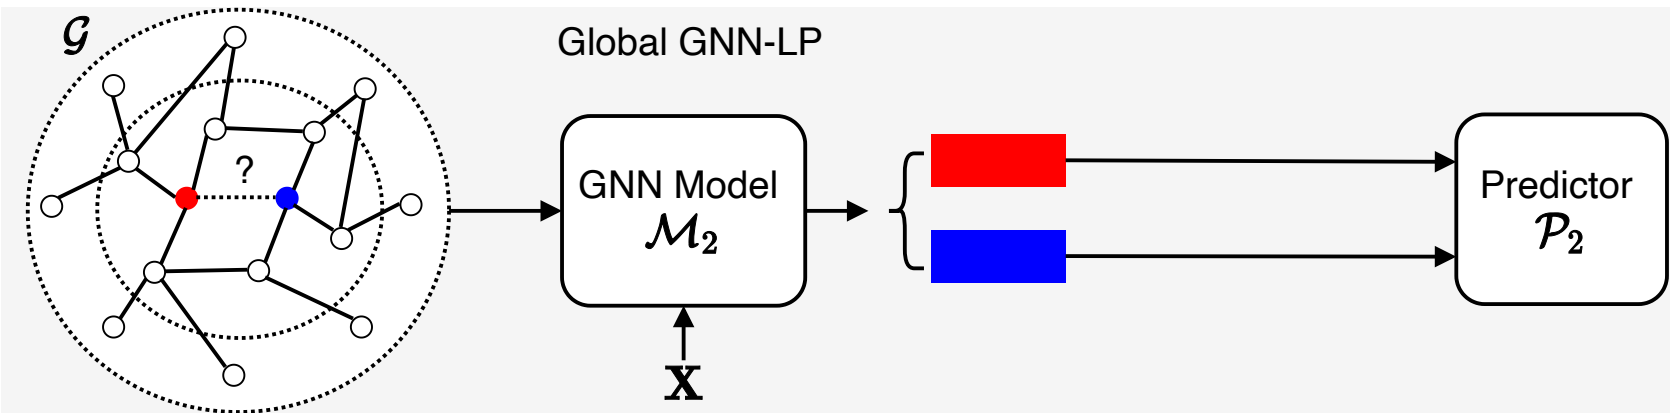 𝒢
Global GNN-LP
?
GNN Model
ℳ₂
Predictor
𝒫₂
X